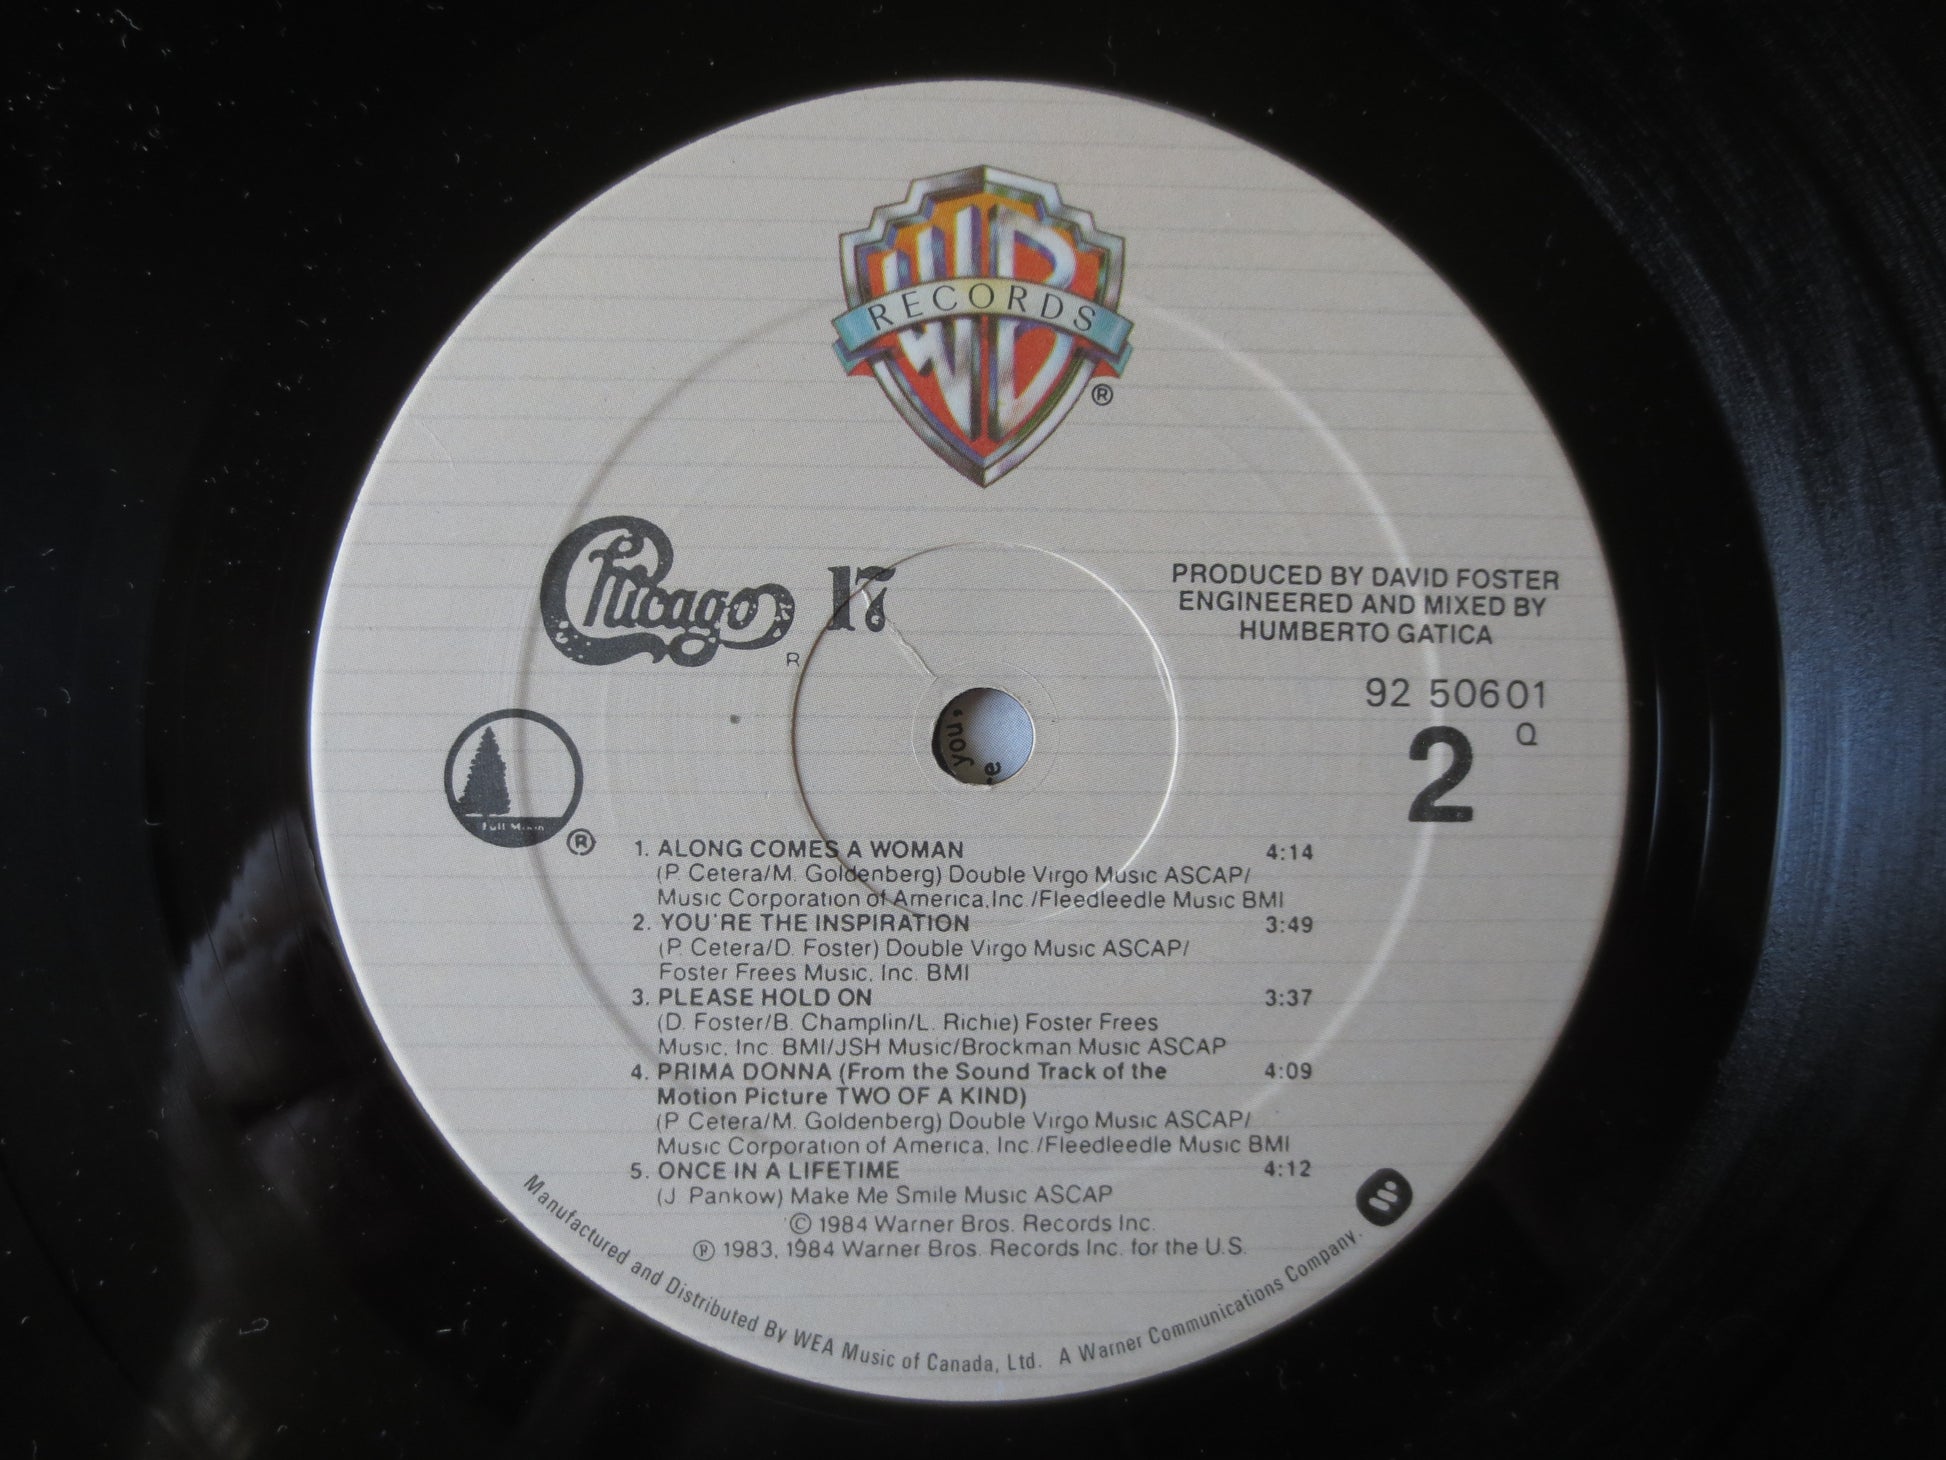 WB
RECORDS
®
Chicago 17
R
PRODUCED BY DAVID FOSTER
ENGINEERED AND MIXED BY
HUMBERTO GATICA
92 50601
Q
2
you,
Full Moon
®
1. ALONG COMES A WOMAN 4:14
(P. Cetera/M. Goldenberg) Double Virgo Music ASCAP/
Music Corporation of America, Inc./Fleedleedle Music BMI
2. YOU'RE THE INSPIRATION 3:49
(P. Cetera/D. Foster) Double Virgo Music ASCAP/
Foster Frees Music, Inc. BMI
3. PLEASE HOLD ON 3:37
(D. Foster/B. Champlin/L. Richie) Foster Frees
Music, Inc. BMI/JSH Music/Brockman Music ASCAP
4. PRIMA DONNA (From the Sound Track of the 4:09
Motion Picture TWO OF A KIND)
(P. Cetera/M. Goldenberg) Double Virgo Music ASCAP/
Music Corporation of America, Inc./Fleedleedle Music BMI
5. ONCE IN A LIFETIME 4:12
(J. Pankow) Make Me Smile Music ASCAP
© 1984 Warner Bros. Records Inc.
℗ 1983, 1984 Warner Bros. Records Inc. for the U.S.
Manufactured and Distributed By WEA Music of Canada, Ltd. A Warner Communications Company.